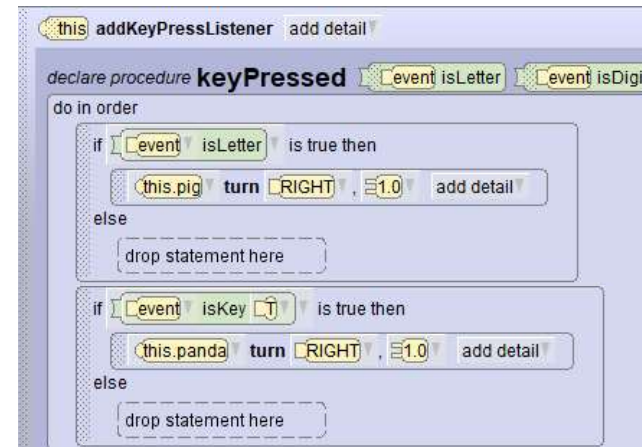 this addKeyPressListener add detail
declare procedure keyPressed event isLetter event isDigi
do in order
if event isLetter is true then
this.pig turn RIGHT , 1.0 add detail
else
drop statement here
if event isKey T is true then
this.panda turn RIGHT , 1.0 add detail
else
drop statement here